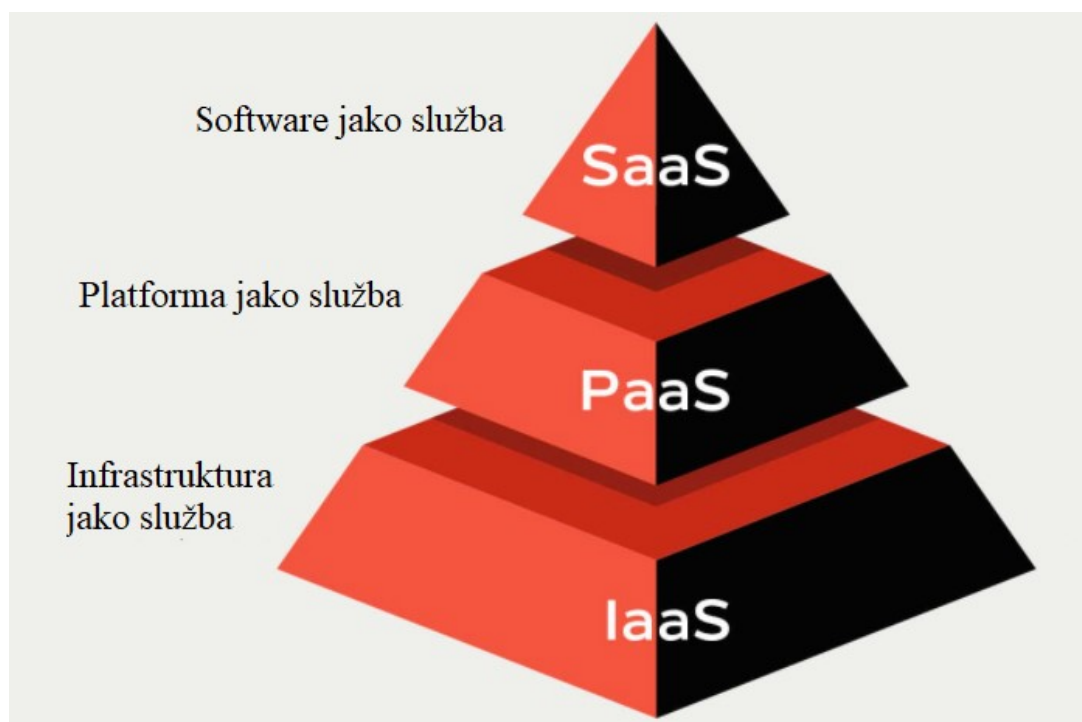 Software jako služba
SaaS
Platforma jako služba
PaaS
Infrastruktura
jako služba
IaaS